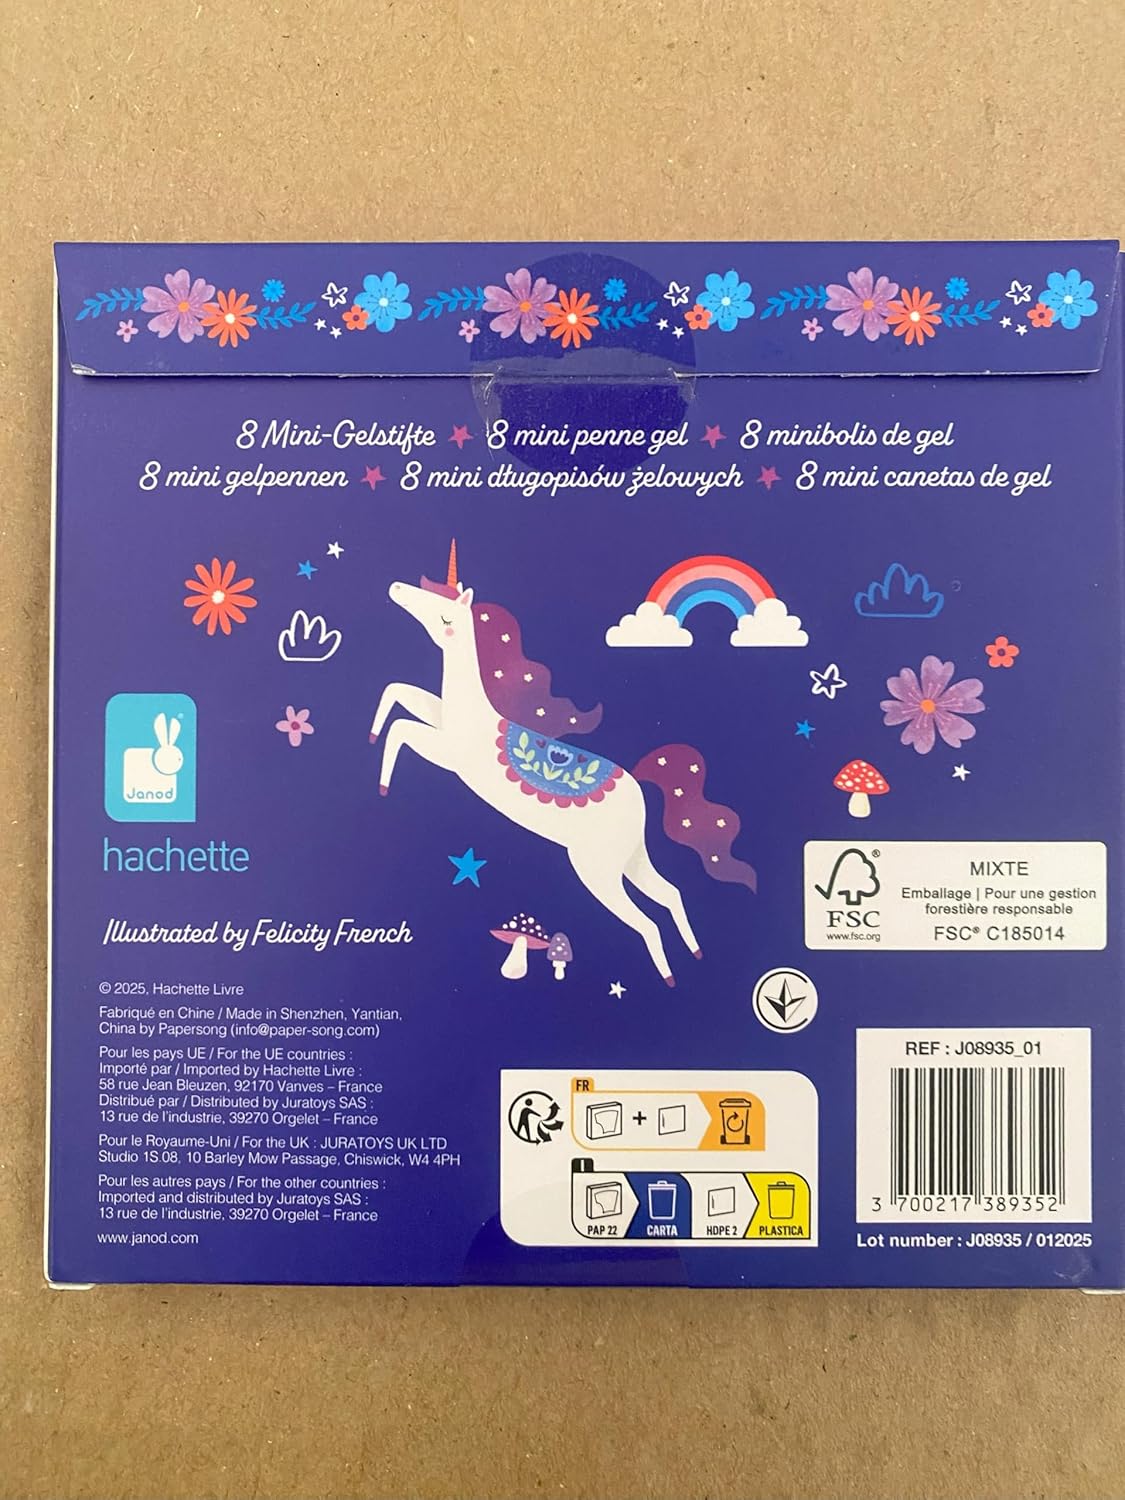 8 Mini-Gelstifte ★ 8 mini penne gel ★ 8 minibolis de gel
8 mini gelpennen ★ 8 mini długopisów żelowych ★ 8 mini canetas de gel
Janod
hachette
Illustrated by Felicity French
© 2025, Hachette Livre
Fabriqué en Chine / Made in Shenzhen, Yantian,
China by Papersong (info@paper-song.com)
Pour les pays UE / For the UE countries :
Importé par / Imported by Hachette Livre :
58 rue Jean Bleuzen, 92170 Vanves – France
Distribué par / Distributed by Juratoys SAS :
13 rue de l'industrie, 39270 Orgelet – France
Pour le Royaume-Uni / For the UK : JURATOYS UK LTD
Studio 1S.08, 10 Barley Mow Passage, Chiswick, W4 4PH
Pour les autres pays / For the other countries :
Imported and distributed by Juratoys SAS :
13 rue de l'industrie, 39270 Orgelet – France
www.janod.com
FSC®
www.fsc.org
MIXTE
Emballage | Pour une gestion
forestière responsable
FSC® C185014
FR
+
I
PAP 22 CARTA HDPE 2 PLASTICA
REF : J08935_01
3 700217 389352
Lot number : J08935 / 012025